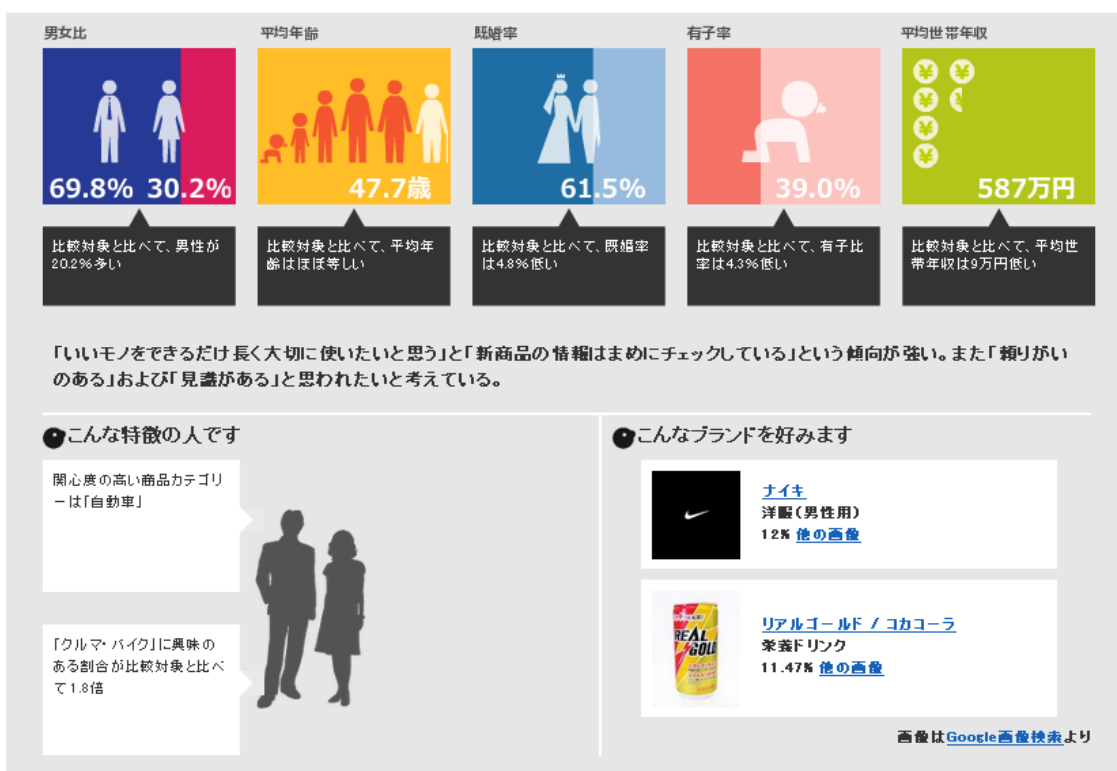 男女比
平均年齢
既婚率
有子率
平均世帯年収
69.8% 30.2%
47.7歳
61.5%
39.0%
587万円
比較対象と比べて、男性が
20.2%多い
比較対象と比べて、平均年
齢はほぼ等しい
比較対象と比べて、既婚率
は4.8%低い
比較対象と比べて、有子比
率は4.3%低い
比較対象と比べて、平均世
帯年収は9万円低い
「いいモノをできるだけ長く大切に使いたいと思う」と「新商品の情報はまめにチェックしている」という傾向が強い。また「頼りがい
のある」および「見識がある」と思われたいと考えている。
こんな特徴の人です
関心度の高い商品カテゴリ
ーは「自動車」
「クルマ・バイク」に興味の
ある割合が比較対象と比べ
て1.8倍
こんなブランドを好みます
ナイキ
洋服(男性用)
12% 他の画像
REAL
GOLD
リアルゴールド / コカコーラ
栄養ドリンク
11.47% 他の画像
画像はGoogle画像検索より